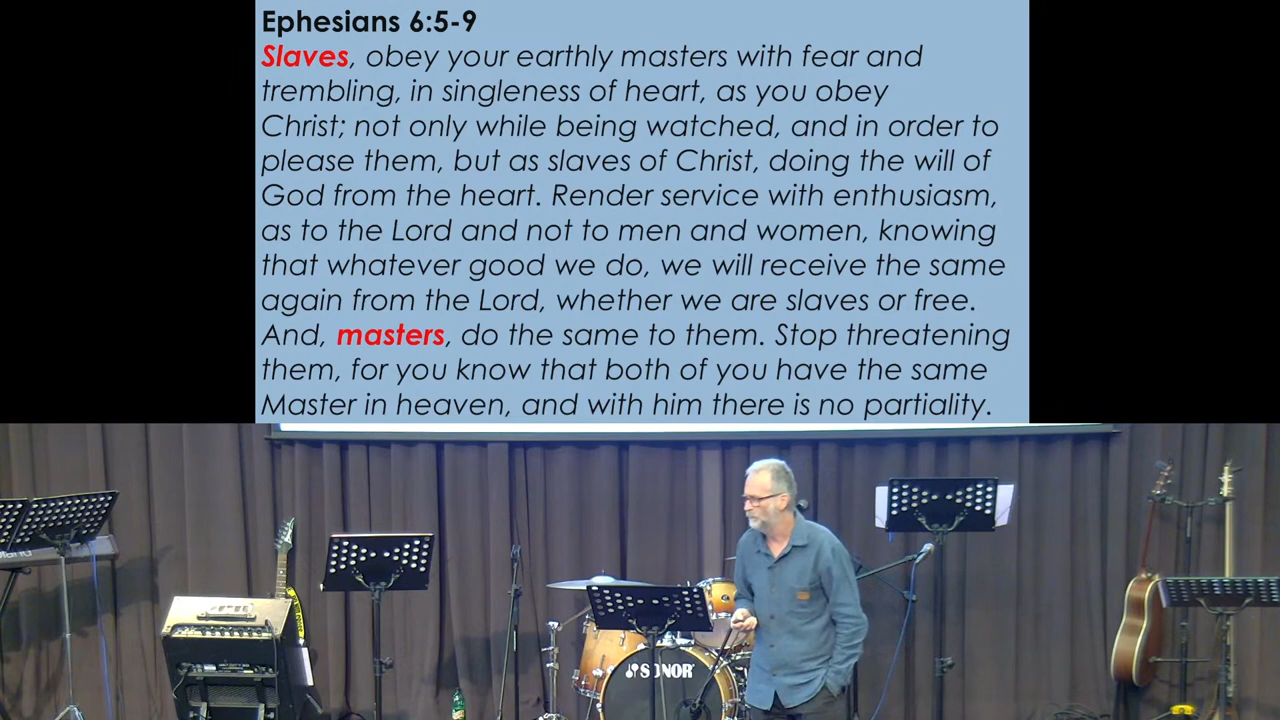 Ephesians 6:5-9
Slaves, obey your earthly masters with fear and
trembling, in singleness of heart, as you obey
Christ; not only while being watched, and in order to
please them, but as slaves of Christ, doing the will of
God from the heart. Render service with enthusiasm,
as to the Lord and not to men and women, knowing
that whatever good we do, we will receive the same
again from the Lord, whether we are slaves or free.
And, masters, do the same to them. Stop threatening
them, for you know that both of you have the same
Master in heaven, and with him there is no partiality.
SONOR